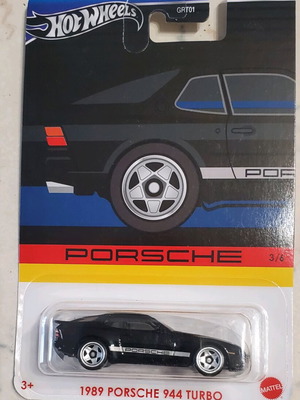 Hot Wheels
GRT01
POR
PORSCHE
3/6
PORSCHE
3+
1989 PORSCHE 944 TURBO
MATTEL